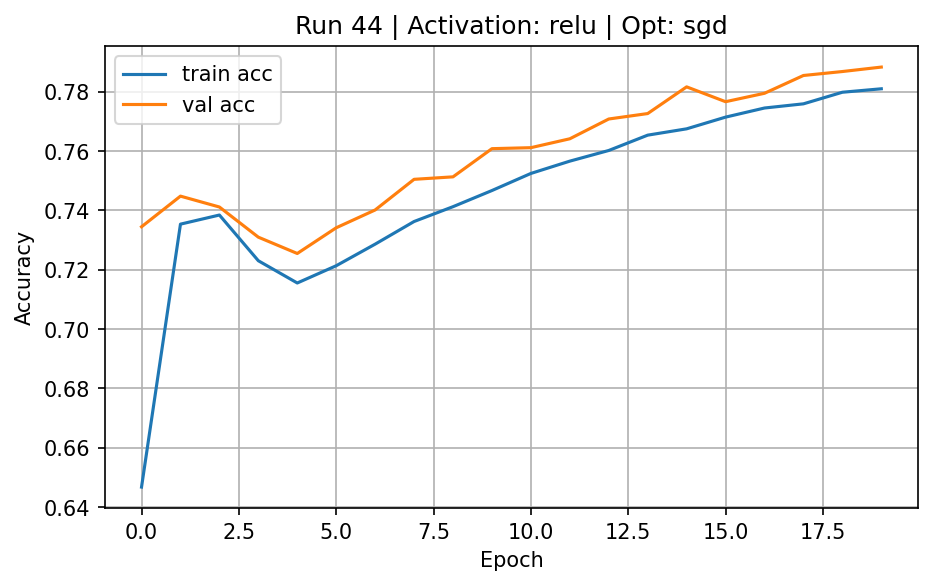 Run 44 | Activation: relu | Opt: sgd
train acc
val acc
Accuracy
0.78
0.76
0.74
0.72
0.70
0.68
0.66
0.64
0.0 2.5 5.0 7.5 10.0 12.5 15.0 17.5
Epoch